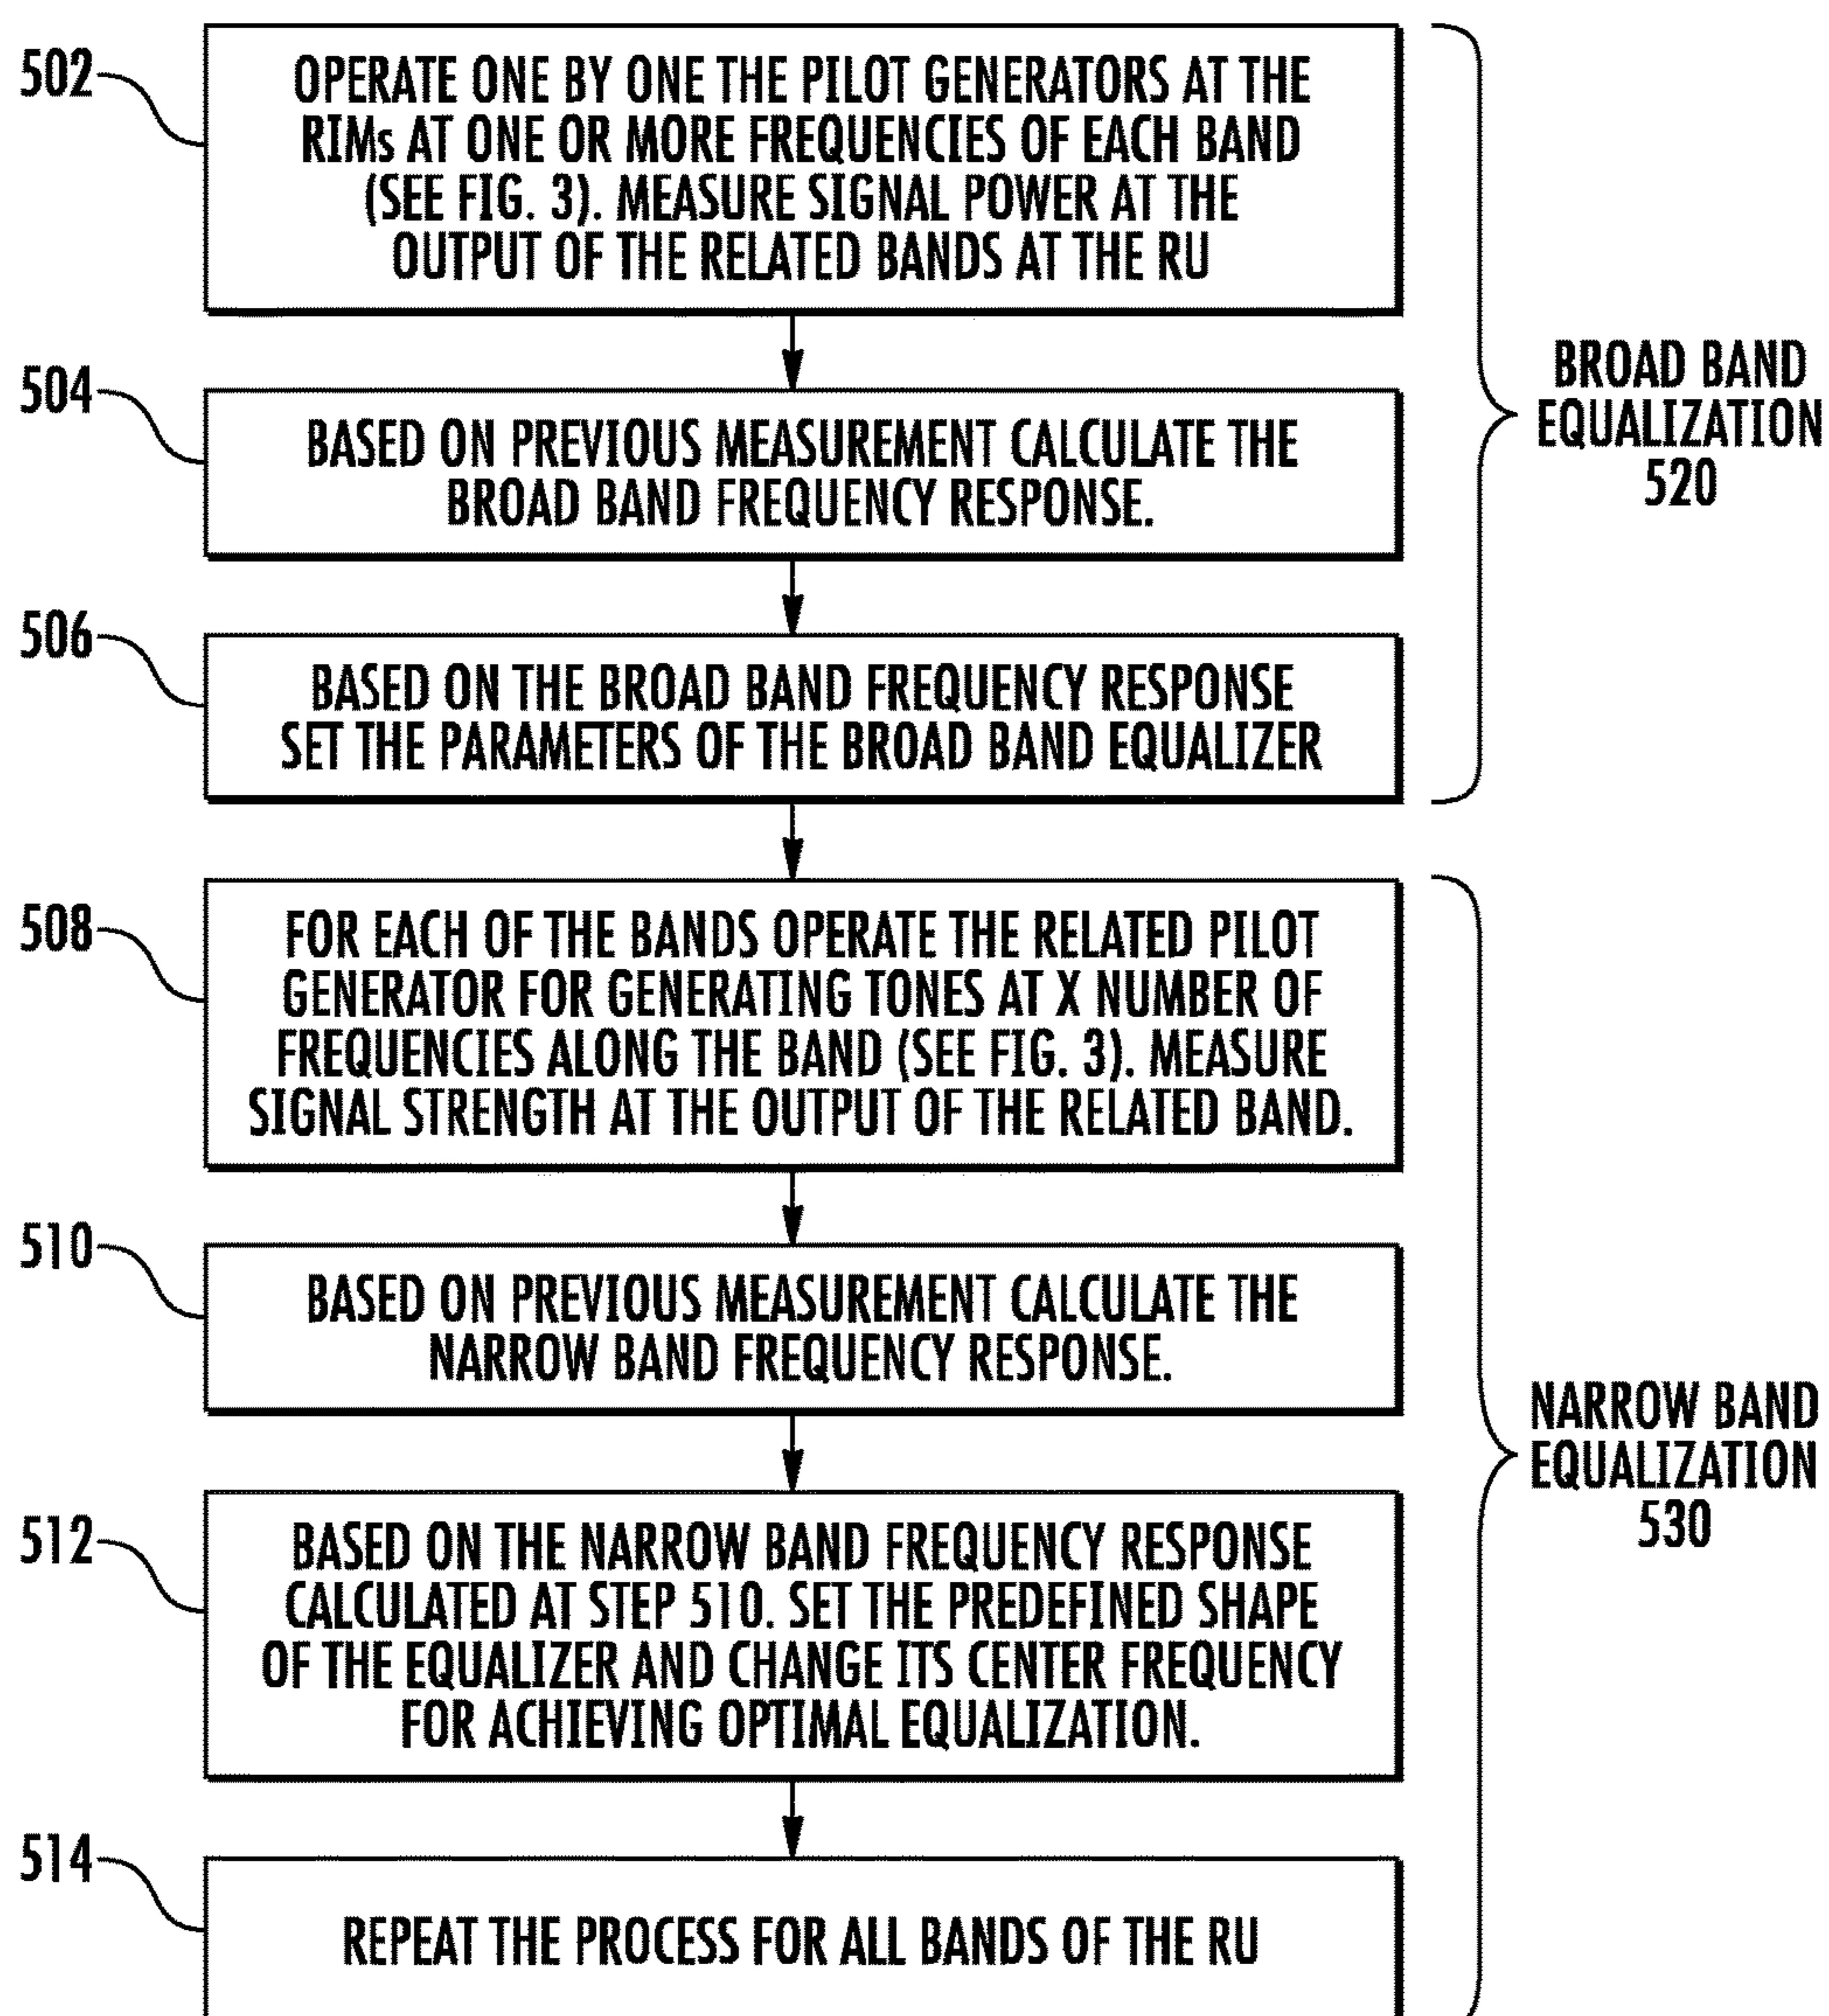 502
OPERATE ONE BY ONE THE PILOT GENERATORS AT THE
RIMs AT ONE OR MORE FREQUENCIES OF EACH BAND
(SEE FIG. 3). MEASURE SIGNAL POWER AT THE
OUTPUT OF THE RELATED BANDS AT THE RU
504
BASED ON PREVIOUS MEASUREMENT CALCULATE THE
BROAD BAND FREQUENCY RESPONSE.
506
BASED ON THE BROAD BAND FREQUENCY RESPONSE
SET THE PARAMETERS OF THE BROAD BAND EQUALIZER
BROAD BAND
EQUALIZATION
520
508
FOR EACH OF THE BANDS OPERATE THE RELATED PILOT
GENERATOR FOR GENERATING TONES AT X NUMBER OF
FREQUENCIES ALONG THE BAND (SEE FIG. 3). MEASURE
SIGNAL STRENGTH AT THE OUTPUT OF THE RELATED BAND.
510
BASED ON PREVIOUS MEASUREMENT CALCULATE THE
NARROW BAND FREQUENCY RESPONSE.
512
BASED ON THE NARROW BAND FREQUENCY RESPONSE
CALCULATED AT STEP 510. SET THE PREDEFINED SHAPE
OF THE EQUALIZER AND CHANGE ITS CENTER FREQUENCY
FOR ACHIEVING OPTIMAL EQUALIZATION.
514
REPEAT THE PROCESS FOR ALL BANDS OF THE RU
NARROW BAND
EQUALIZATION
530